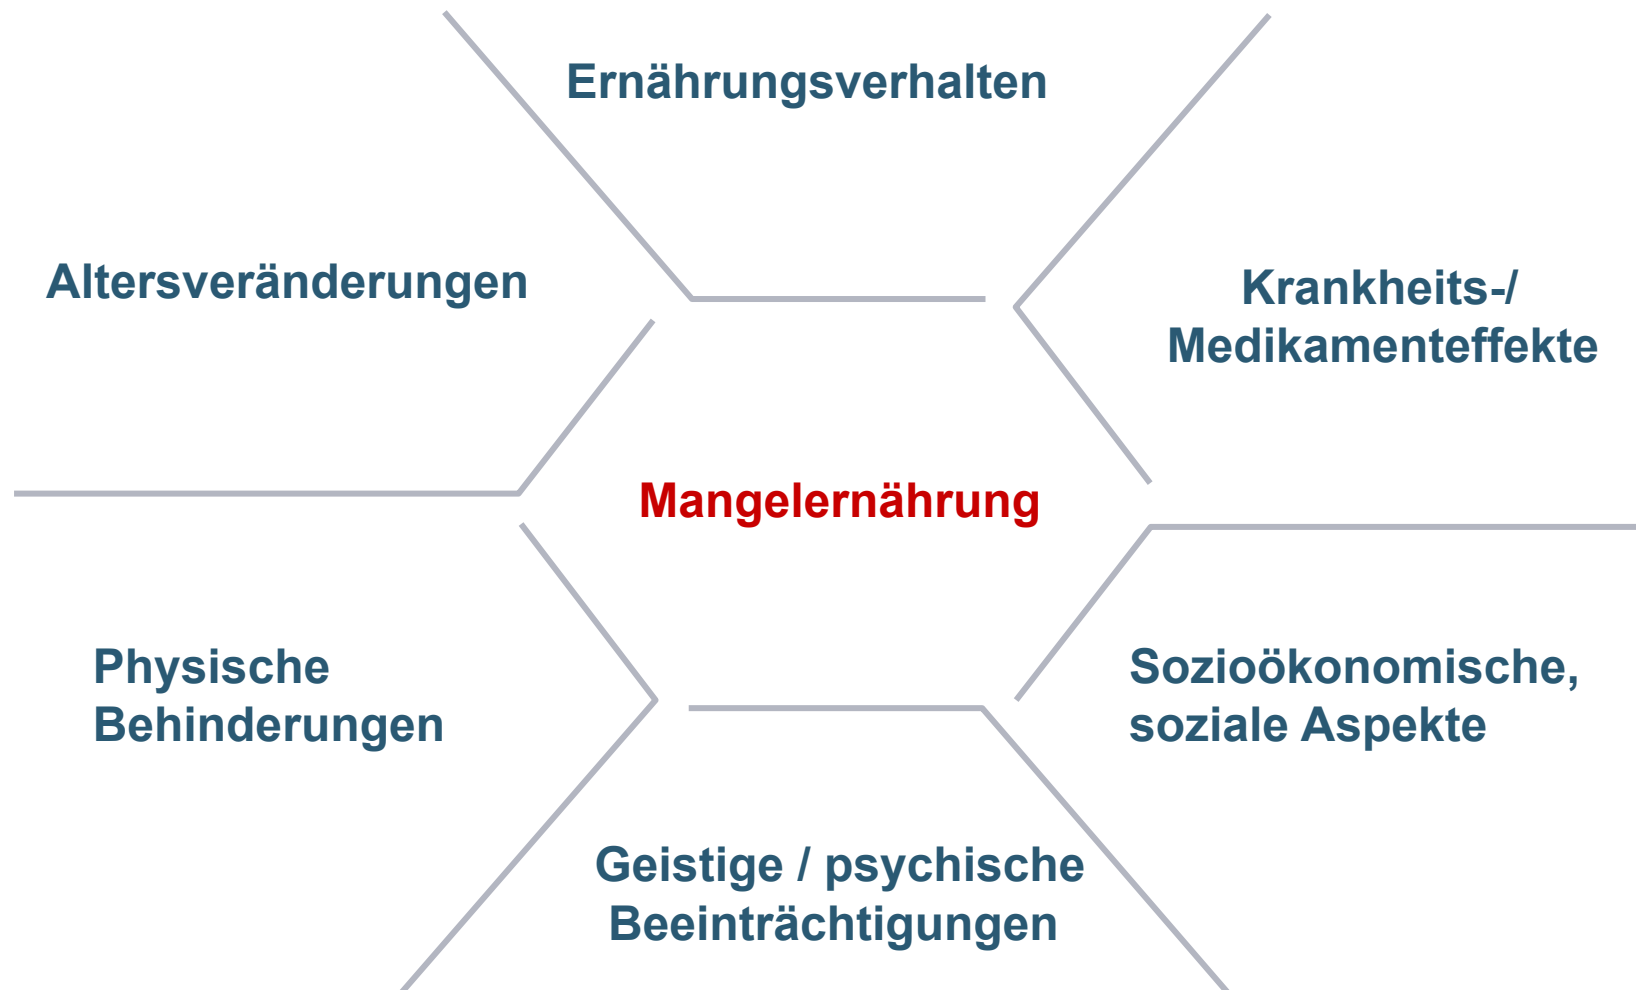 Ernährungsverhalten
Altersveränderungen
Krankheits-/
Medikamenteffekte
Mangelernährung
Physische
Behinderungen
Sozioökonomische,
soziale Aspekte
Geistige / psychische
Beeinträchtigungen